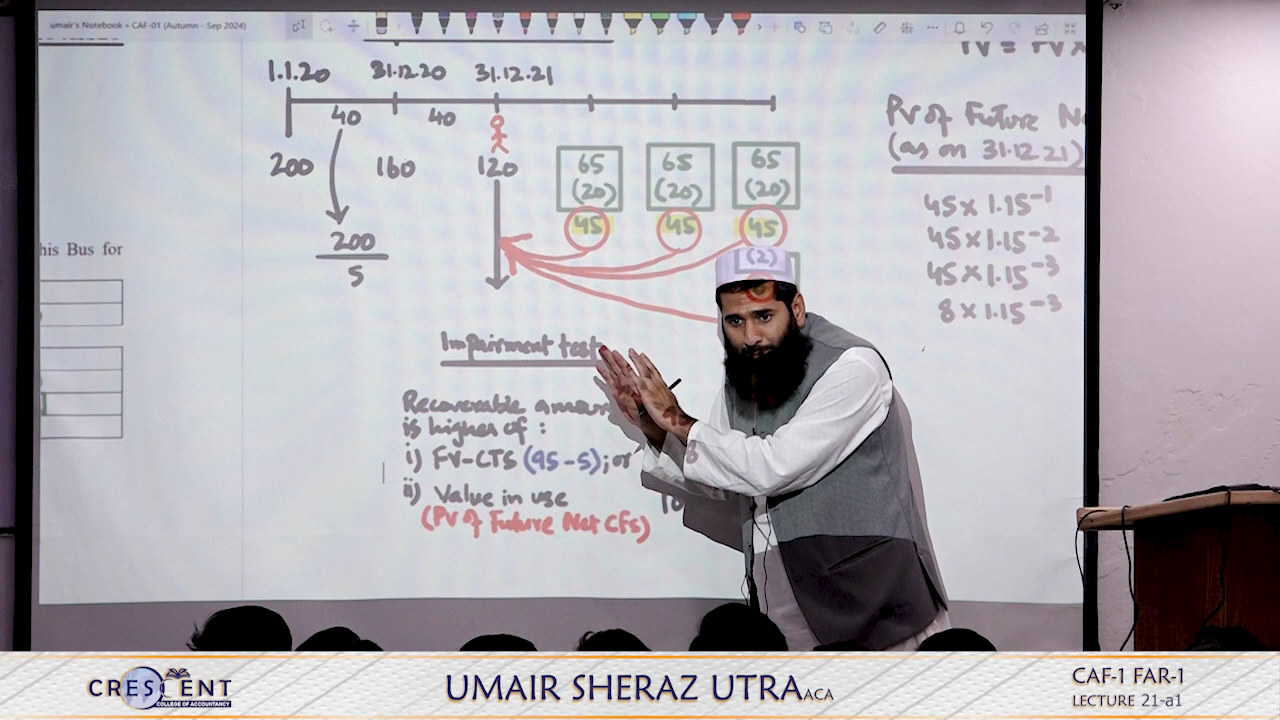 umair's Notebook » CAF-01 (Autumn - Sep 2024)
1.1.20 31.12.20 31.12.21
40 40
200 160 120
200
5
65 65 65
(20) (20) (20)
45 45 45
(2)
his Bus for
Impairment test
Recoverable
is higher of :
i) FV-CTS (95-5); or
ii) Value in use
(PV of Future Net CFs)
PV of Future
(as on 31.12.21)
45 x 1.15⁻¹
45 x 1.15⁻²
45 x 1.15⁻³
8 x 1.15⁻³
CRESCENT
COLLEGE OF ACCOUNTANCY
UMAIR SHERAZ UTRA ACA
CAF-1 FAR-1
LECTURE 21-a1